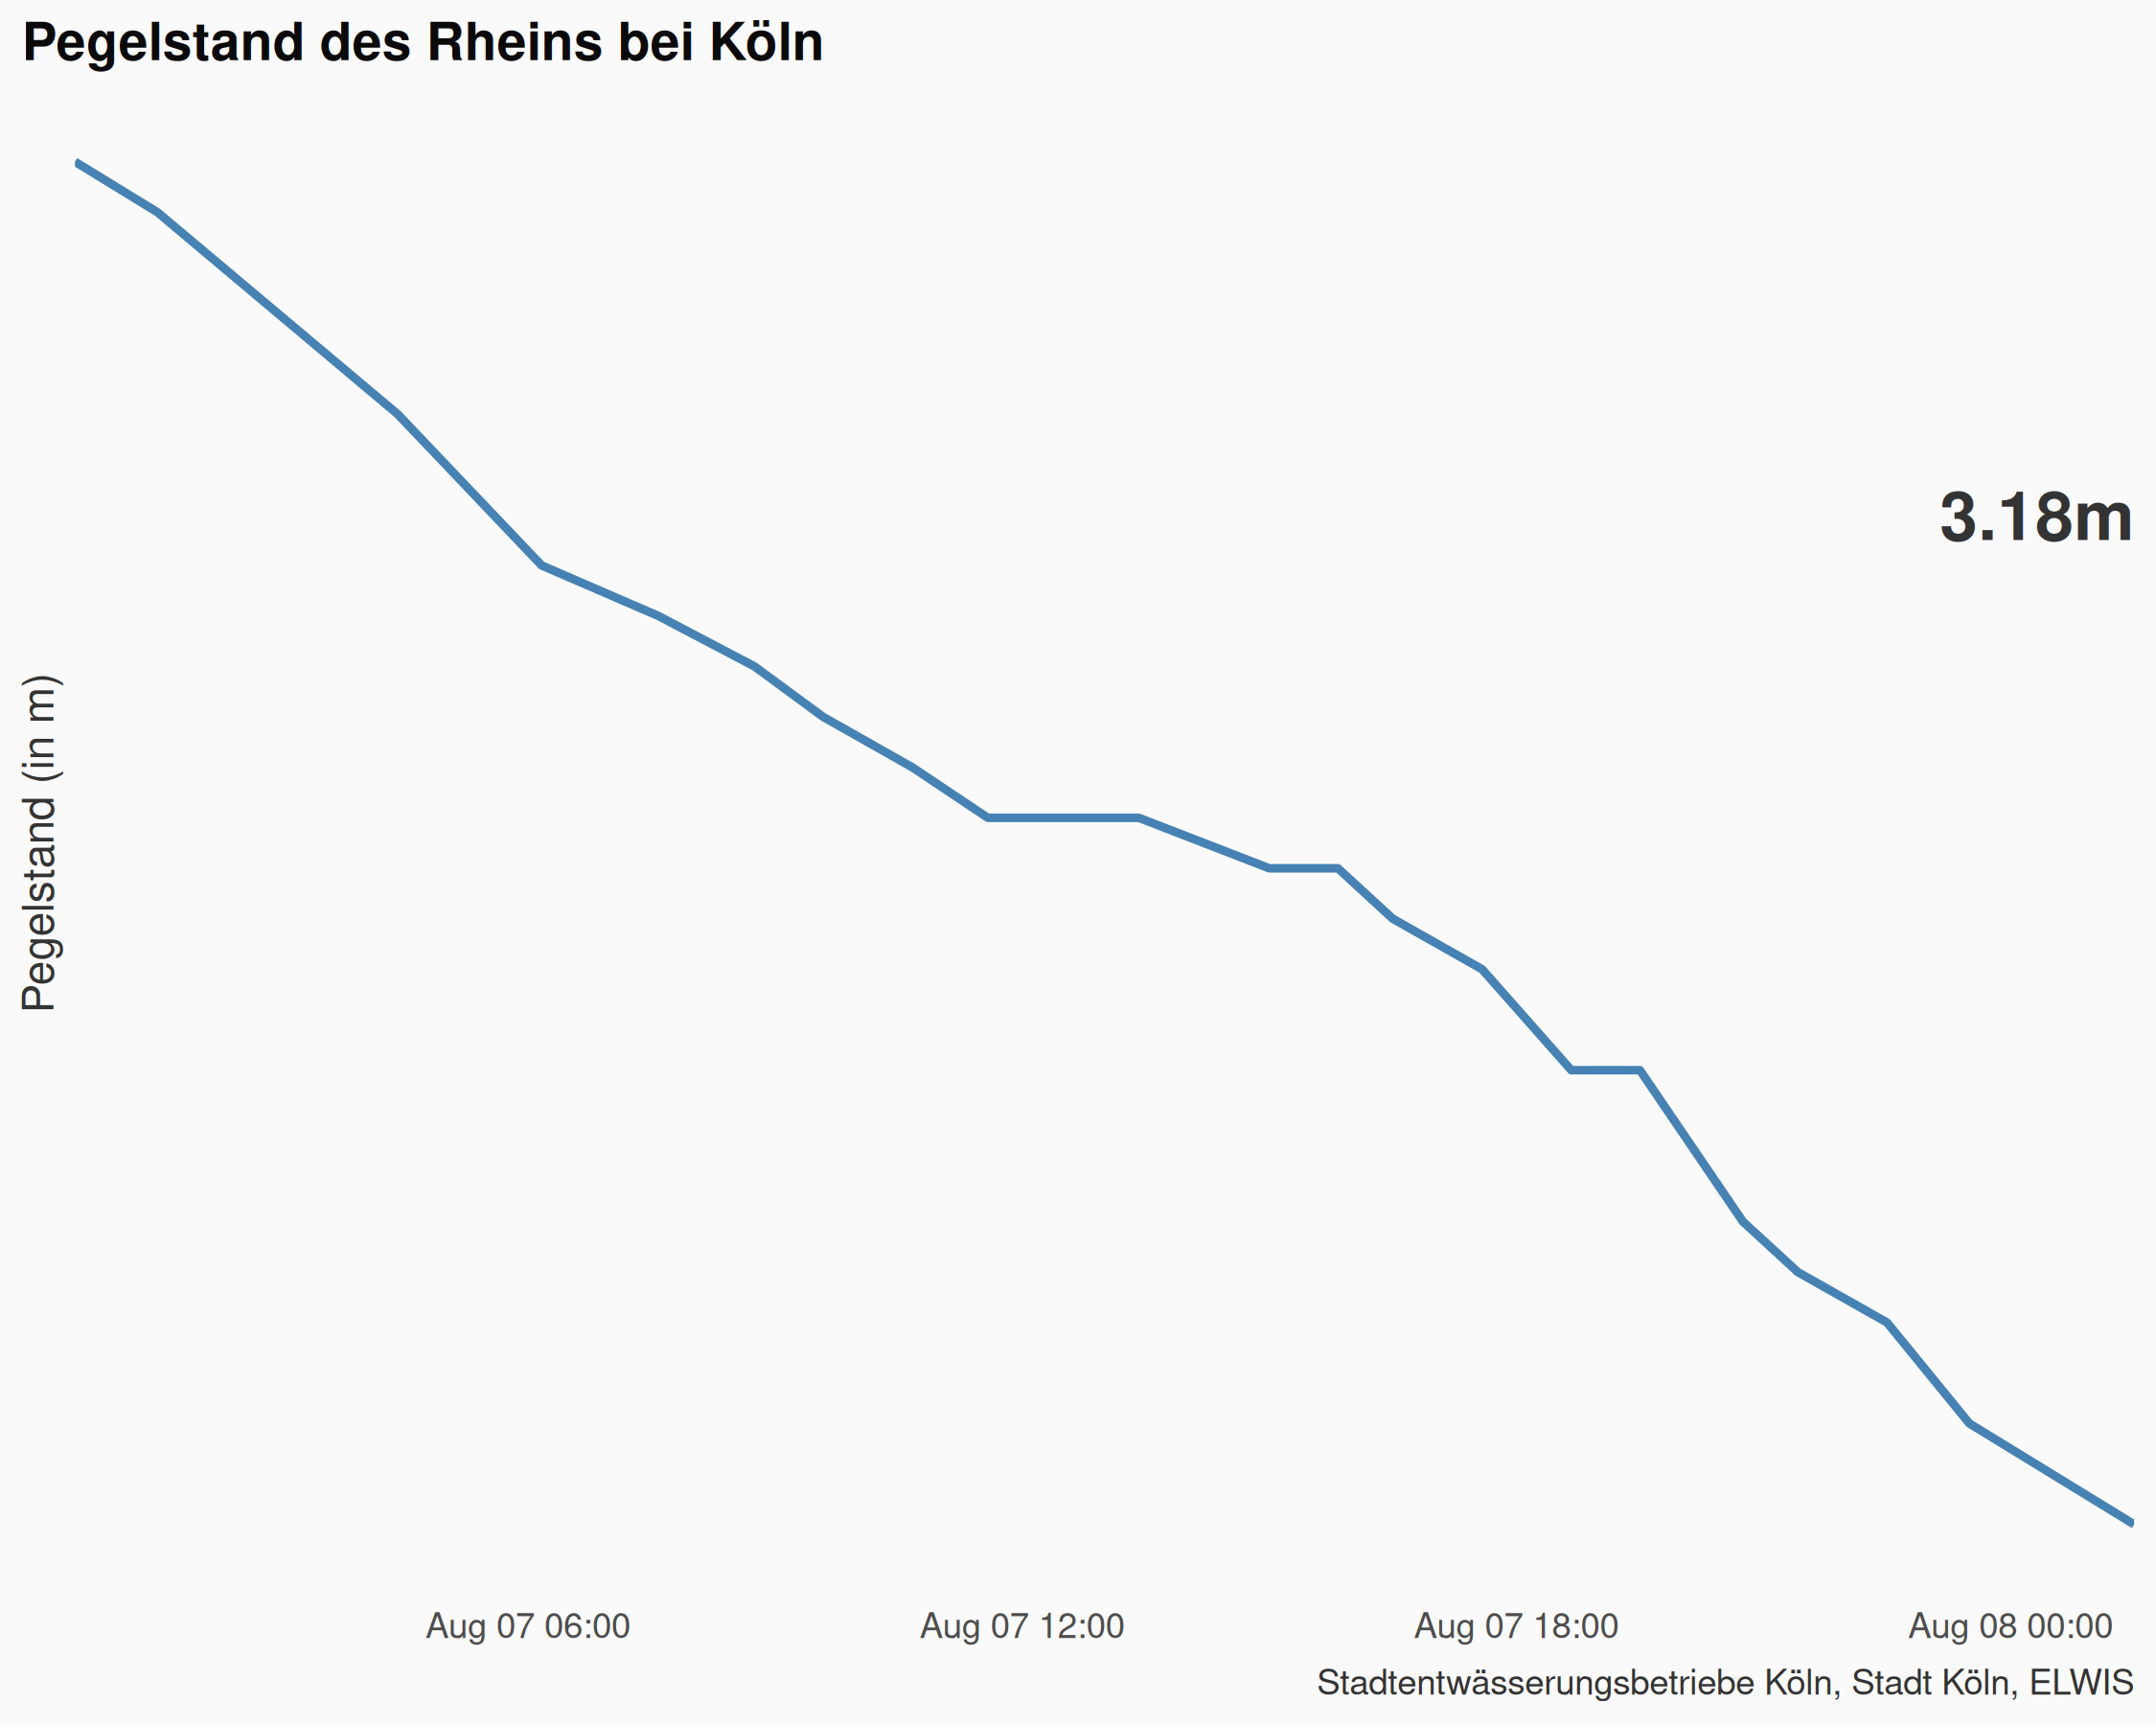 Pegelstand des Rheins bei Köln
3.18m
Pegelstand (in m)
Aug 07 06:00 Aug 07 12:00 Aug 07 18:00 Aug 08 00:00
Stadtentwässerungsbetriebe Köln, Stadt Köln, ELWIS